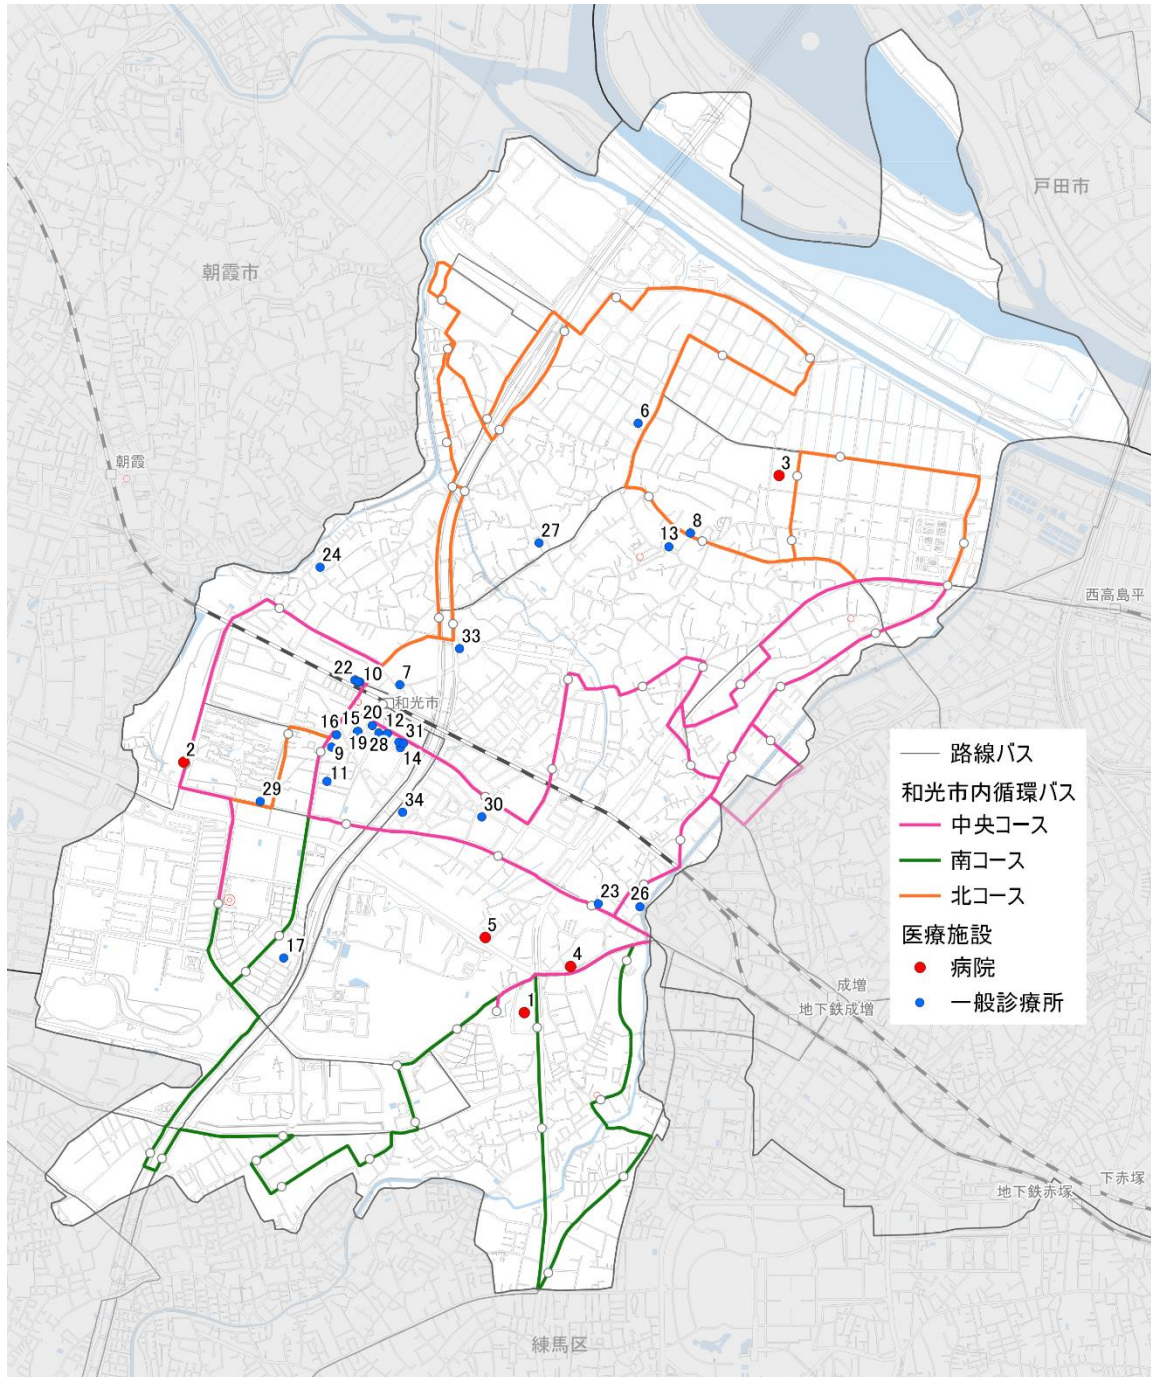 戸田市
朝霞市
6
朝霞
3
8
27
13
24
西高島平
33
22
10
7
和光市
20
12
15
16
31
19
28
9
14
2
11
29
34
30
路線バス
和光市内循環バス
中央コース
南コース
北コース
医療施設
病院
一般診療所
23
26
5
17
4
成増
地下鉄成増
1
下赤塚
地下鉄赤塚
練馬区